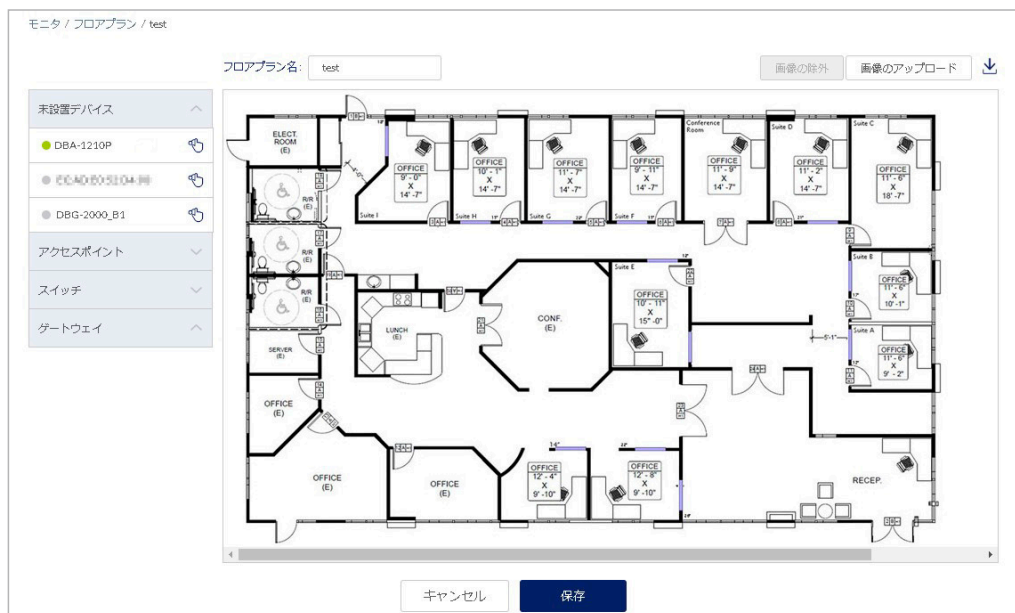 モニタ / フロアプラン / test
フロアプラン名: test
画像の除外
画像のアップロード
未設置デバイス
DBA-1210P
DBG-2000_B1
アクセスポイント
スイッチ
ゲートウェイ
ELECT.
ROOM
(E)
R/R
(E)
R/R
(E)
R/R
(E)
SERVER
(E)
OFFICE
(E)
OFFICE
(E)
OFFICE
(E)
LUNCH
(E)
CONF.
(E)
OFFICE
9' - 0"
X
14' -7"
Suite I
OFFICE
10' - 1"
X
14' -7"
Suite H
OFFICE
11' - 7"
X
14' -7"
Suite G
OFFICE
9' - 11"
X
14' -7"
Suite F
Conference
Room
OFFICE
11' - 9"
X
14' -7"
Suite D
OFFICE
11' - 2"
X
14' -7"
Suite C
OFFICE
11' - 6"
X
18' -7"
Suite E
OFFICE
10' - 11"
X
15" -0"
Suite B
OFFICE
11' - 6"
X
10' -1"
Suite A
OFFICE
11' - 6"
X
9' - 2"
5'-1"
OFFICE
12' - 4"
X
9' -10"
OFFICE
12' - 8"
X
9' -10"
RECEP.
キャンセル
保存